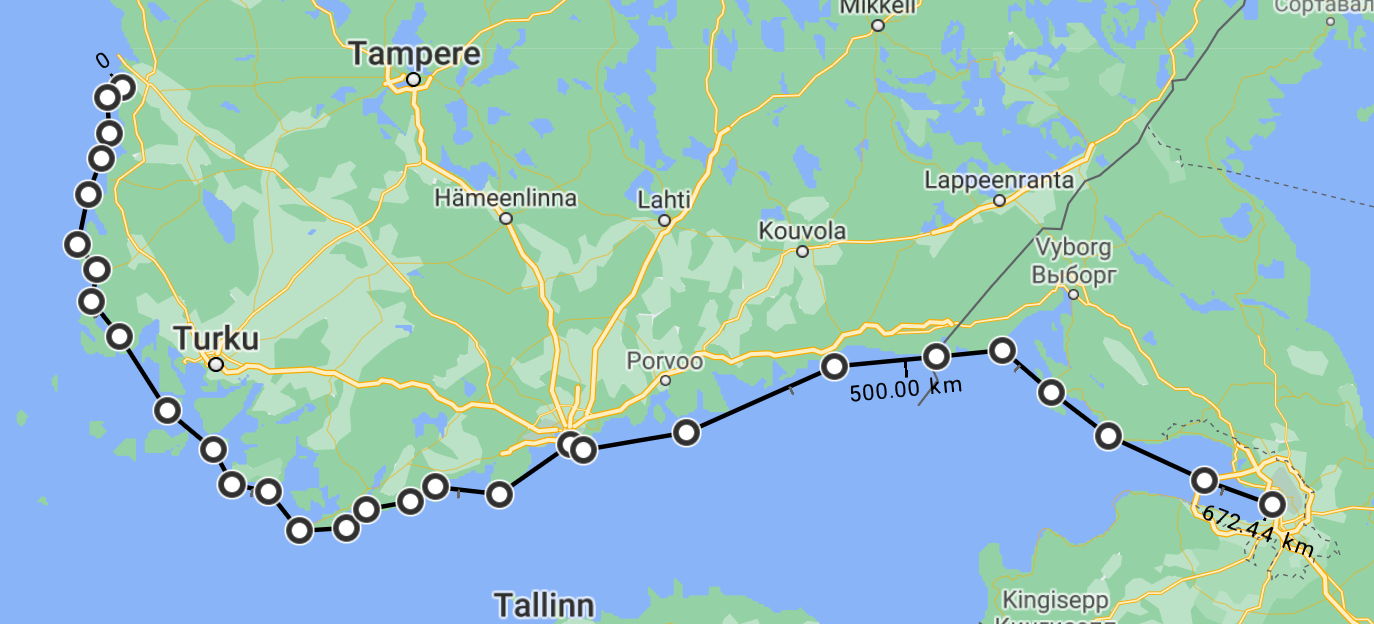 Mikkeli
Сортавал
0
Tampere
Lappeenranta
Hämeenlinna
Lahti
Kouvola
Vyborg
Выборг
Turku
Porvoo
500.00 km
672.44 km
Tallinn
Kingisepp